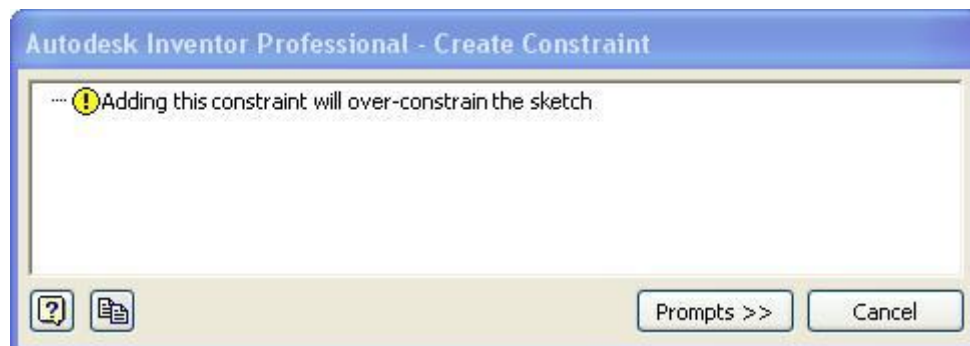 Autodesk Inventor Professional - Create Constraint
Adding this constraint will over-constrain the sketch
Prompts >>
Cancel